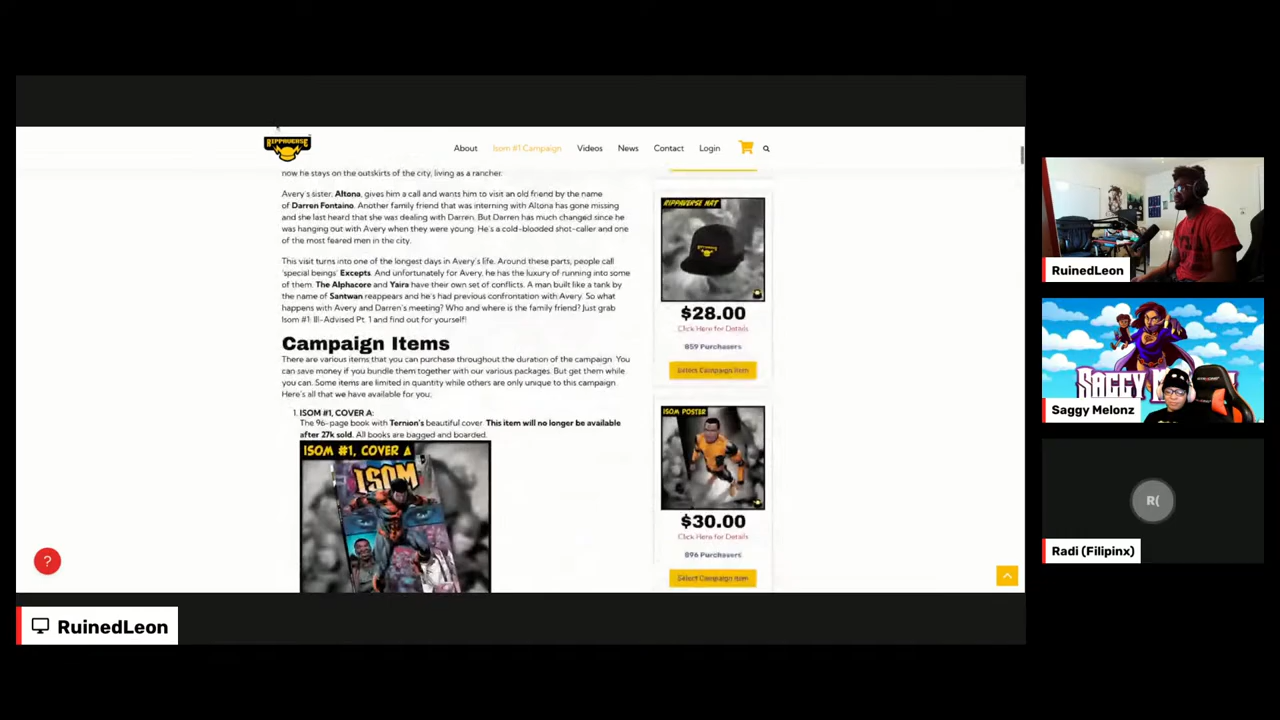 RIPPAVERSE
About
Isom #1 Campaign
Videos
News
Contact
Login
now he stays on the outskirts of the city, living as a rancher.
Avery's sister, Altona, gives him a call and wants him to visit an old friend by the name
of Darren Fontaino. Another family friend that was interning with Altona has gone missing
and she last heard that she was dealing with Darren. But Darren has much changed since
he was hanging out with Avery when they were young. He's a cold-blooded shot-caller and one
of the most feared men in the city.
This visit turns into one of the longest days in Avery's life. Around these parts, people call
'special beings' Excepts. And unfortunately for Avery, he has the luxury of running into some
of them. The Alphacore and Yaira have their own set of conflicts. A man built like a tank by
the name of Santwan reappears and he's had previous confrontation with Avery. So what
happens with Avery and Darren's meeting? Who and where is the family friend? Just grab
Isom #1: Ill-Advised Pt. 1 and find out for yourself!
Campaign Items
There are various items that you can purchase throughout the duration of the campaign. You
can save money if you bundle them together with our various packages. But get them while
you can. Some items are limited in quantity while others are only unique to this campaign.
Here's all that we have available for you.
1. ISOM #1, COVER A:
The 96-page book with Ternion's beautiful cover. This item will no longer be available
after 27k sold. All books are bagged and boarded.
ISOM #1, COVER A
ISOM
RIPPAVERSE HAT
$28.00
Click Here for Details
859 Purchasers
Select Campaign Item
ISOM POSTER
$30.00
Click Here for Details
896 Purchasers
Select Campaign Item
?
RuinedLeon
RuinedLeon
SAGGY M
Saggy Melonz
R(
Radi (Filipinx)